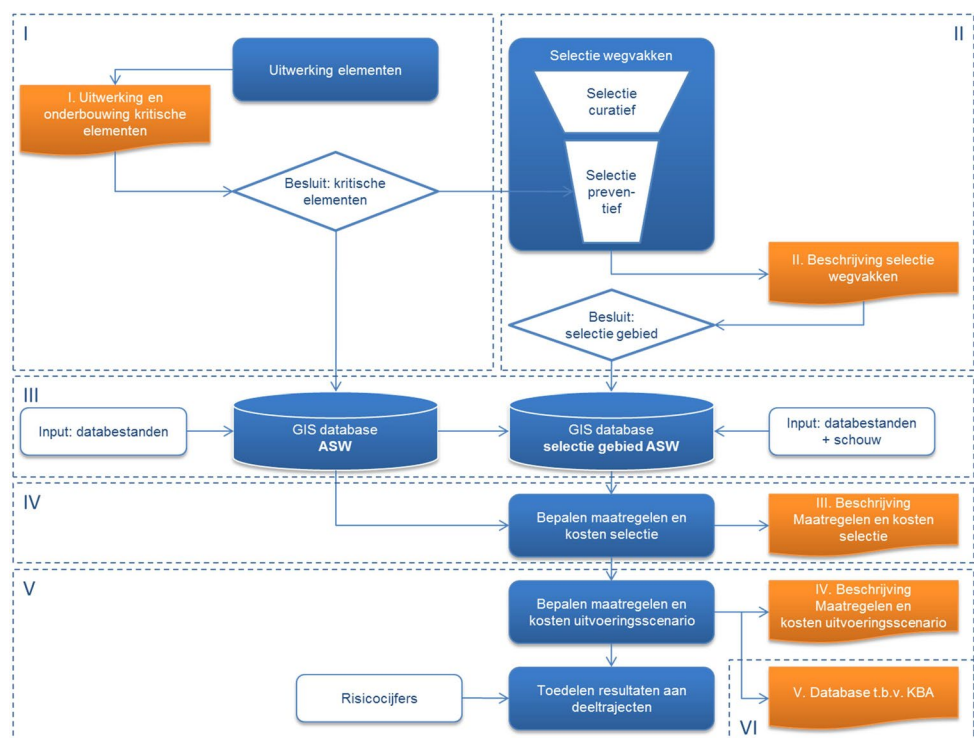 I
Uitwerking elementen
I. Uitwerking en
onderbouwing kritische
elementen
Besluit: kritische
elementen
II
Selectie wegvakken
Selectie
curatief
Selectie
preven-
tief
II. Beschrijving selectie
wegvakken
Besluit:
selectie gebied
III
Input: databestanden
GIS database
ASW
GIS database
selectie gebied ASW
Input: databestanden
+ schouw
IV
Bepalen maatregelen en
kosten selectie
III. Beschrijving
Maatregelen en kosten
selectie
V
Bepalen maatregelen en
kosten uitvoeringsscenario
IV. Beschrijving
Maatregelen en
kosten uitvoeringsscenario
Risicocijfers
Toedelen resultaten aan
deeltrajecten
V. Database t.b.v. KBA
VI